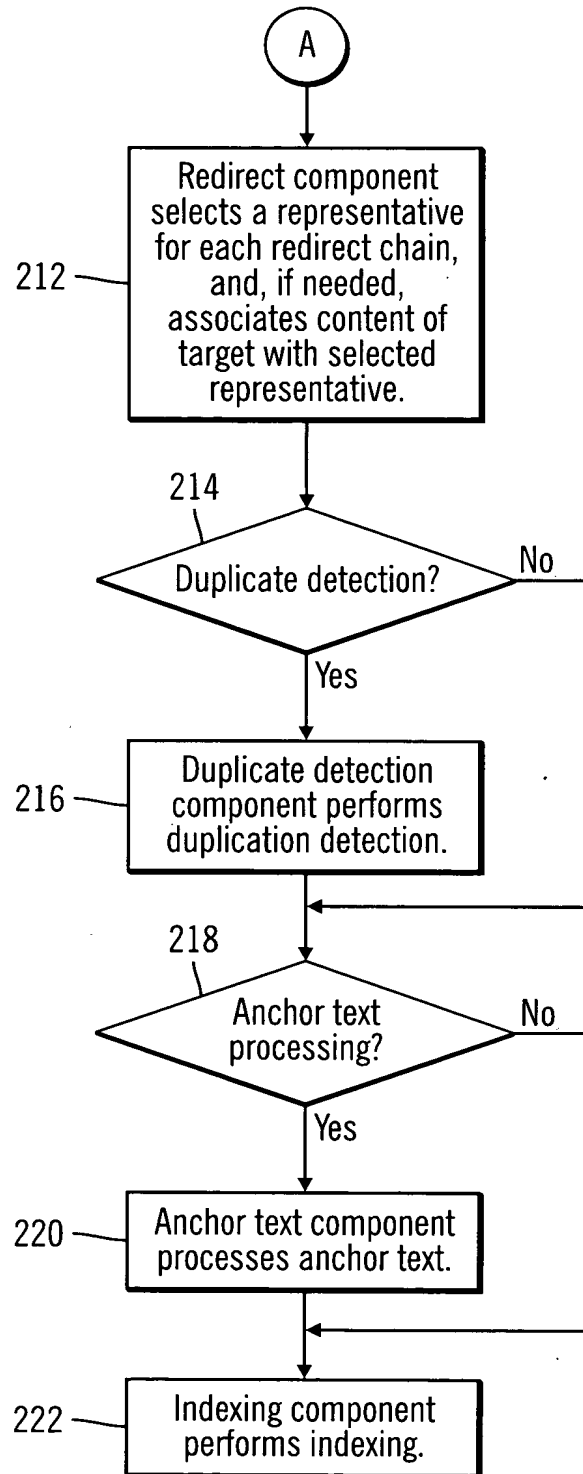 A
Redirect component
selects a representative
for each redirect chain,
and, if needed,
associates content of
target with selected
representative.
212
214
Duplicate detection?
No
Yes
Duplicate detection
component performs
duplication detection.
216
218
Anchor text
processing?
No
Yes
Anchor text component
processes anchor text.
220
Indexing component
performs indexing.
222